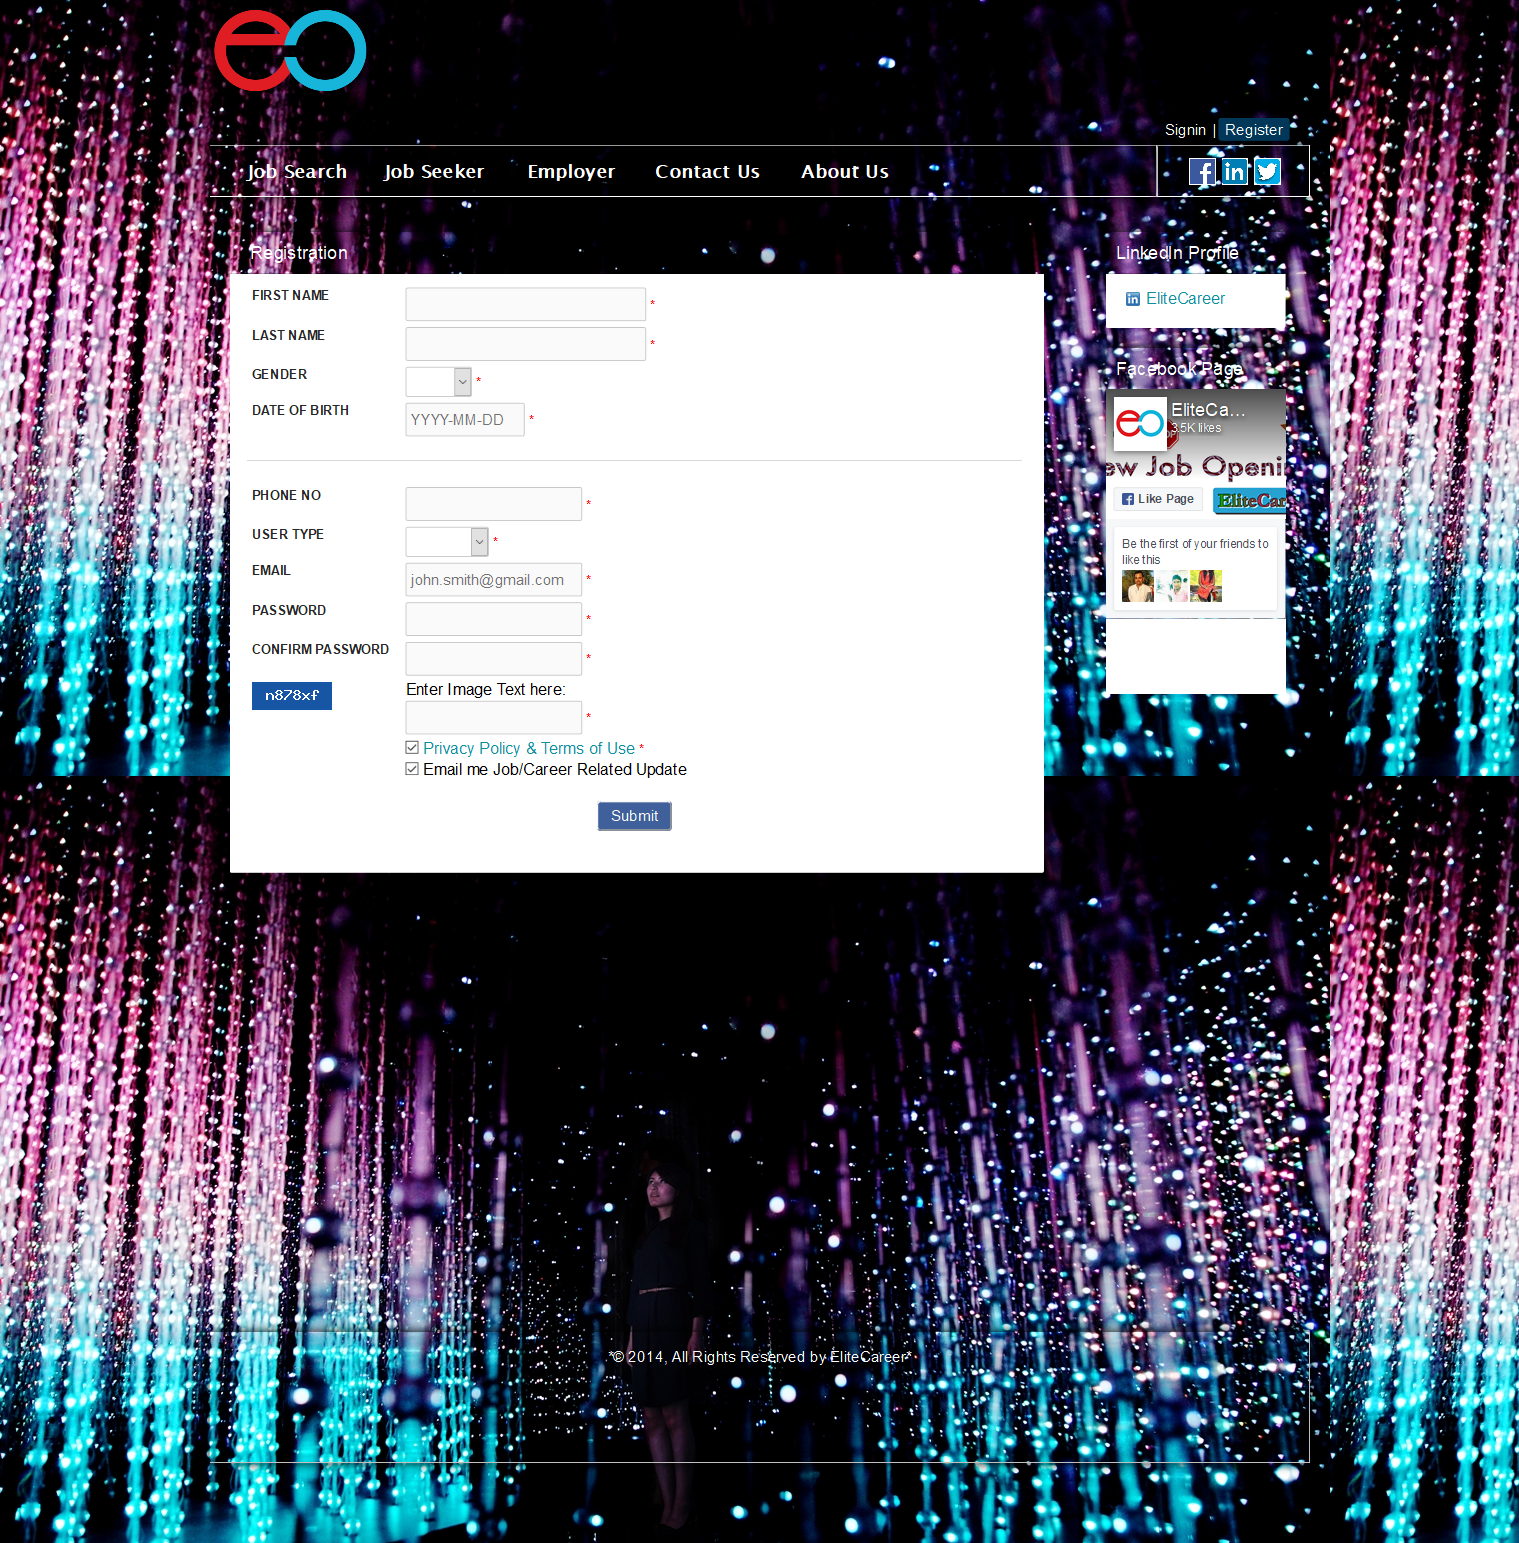 eo
Signin | Register
Job Search Job Seeker Employer Contact Us About Us
Registration
FIRST NAME *
LAST NAME *
GENDER *
DATE OF BIRTH YYYY-MM-DD *
PHONE NO *
USER TYPE *
EMAIL john.smith@gmail.com *
PASSWORD *
CONFIRM PASSWORD *
n878xf Enter Image Text here:
*
Privacy Policy & Terms of Use *
Email me Job/Career Related Update
Submit
LinkedIn Profile
EliteCareer
Facebook Page
eo EliteCa...
3.5K likes
ew Job Openi
Like Page EliteCar
Be the first of your friends to
like this
*© 2014, All Rights Reserved by EliteCareer*